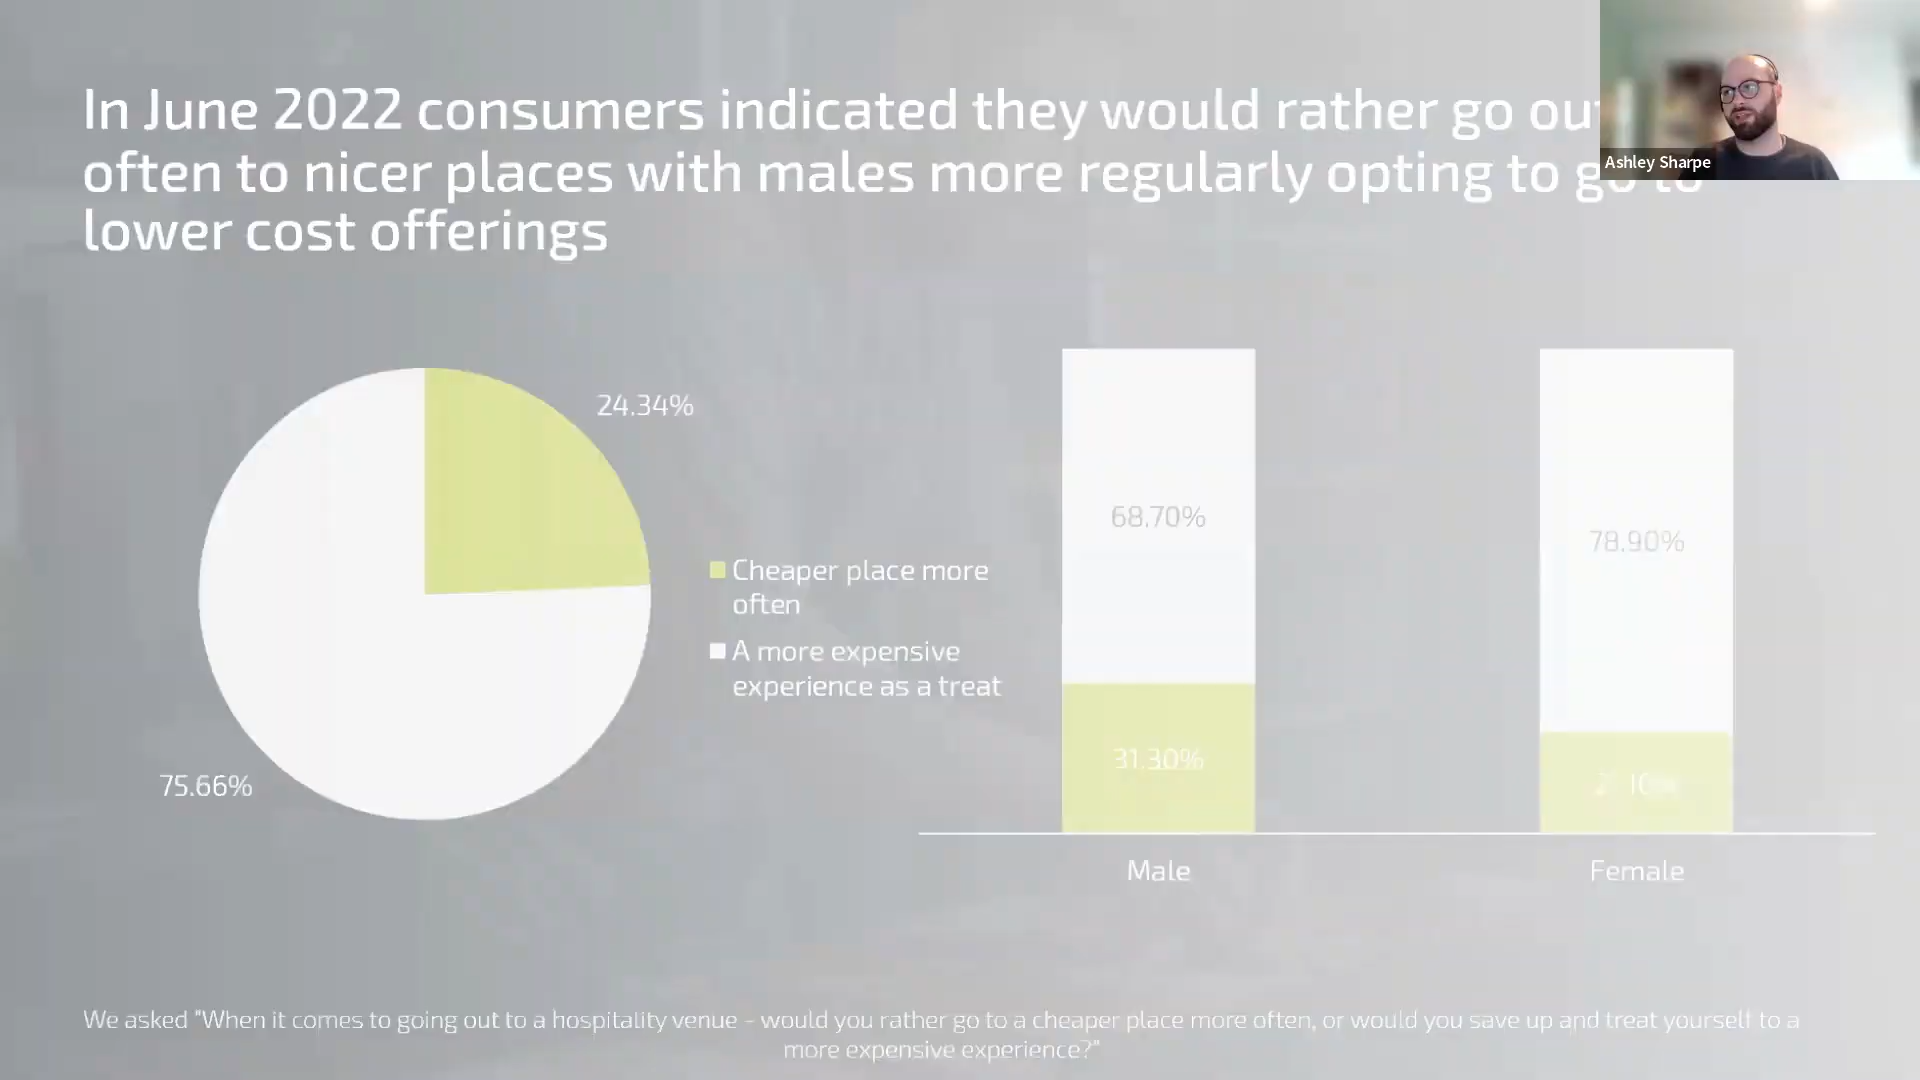 In June 2022 consumers indicated they would rather go out
often to nicer places with males more regularly opting to go to
lower cost offerings
Ashley Sharpe
24.34%
75.66%
Cheaper place more
often
A more expensive
experience as a treat
68.70%
31.30%
78.90%
Male
Female
We asked "When it comes to going out to a hospitality venue - would you rather go to a cheaper place more often, or would you save up and treat yourself to a
more expensive experience?"